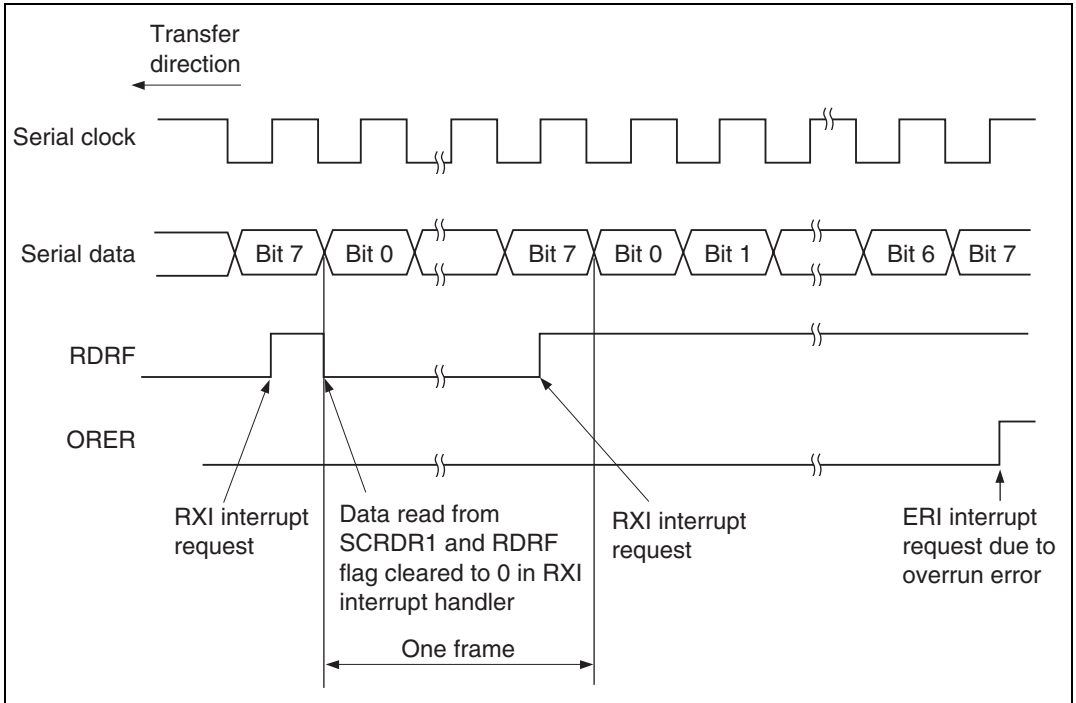 Transfer
direction
Serial clock
Serial data
Bit 7
Bit 0
Bit 7
Bit 0
Bit 1
Bit 6
Bit 7
RDRF
ORER
RXI interrupt
request
Data read from
SCRDR1 and RDRF
flag cleared to 0 in RXI
interrupt handler
RXI interrupt
request
ERI interrupt
request due to
overrun error
One frame